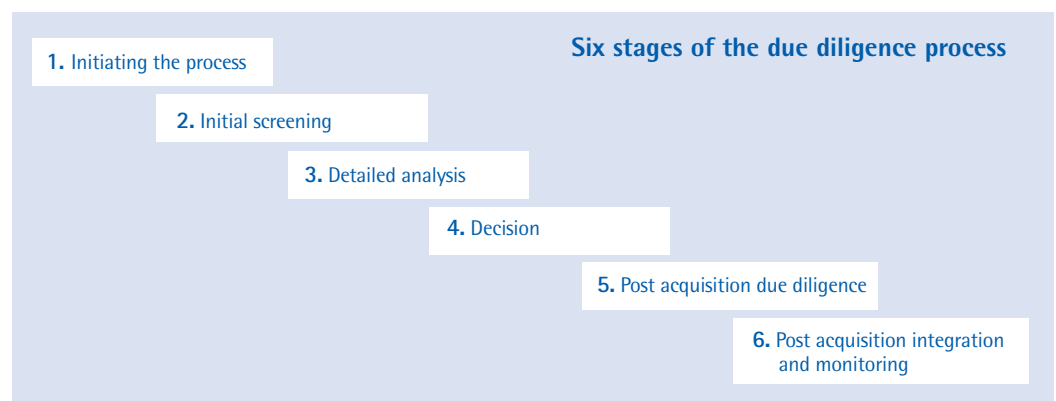 Six stages of the due diligence process
1. Initiating the process
2. Initial screening
3. Detailed analysis
4. Decision
5. Post acquisition due diligence
6. Post acquisition integration
and monitoring